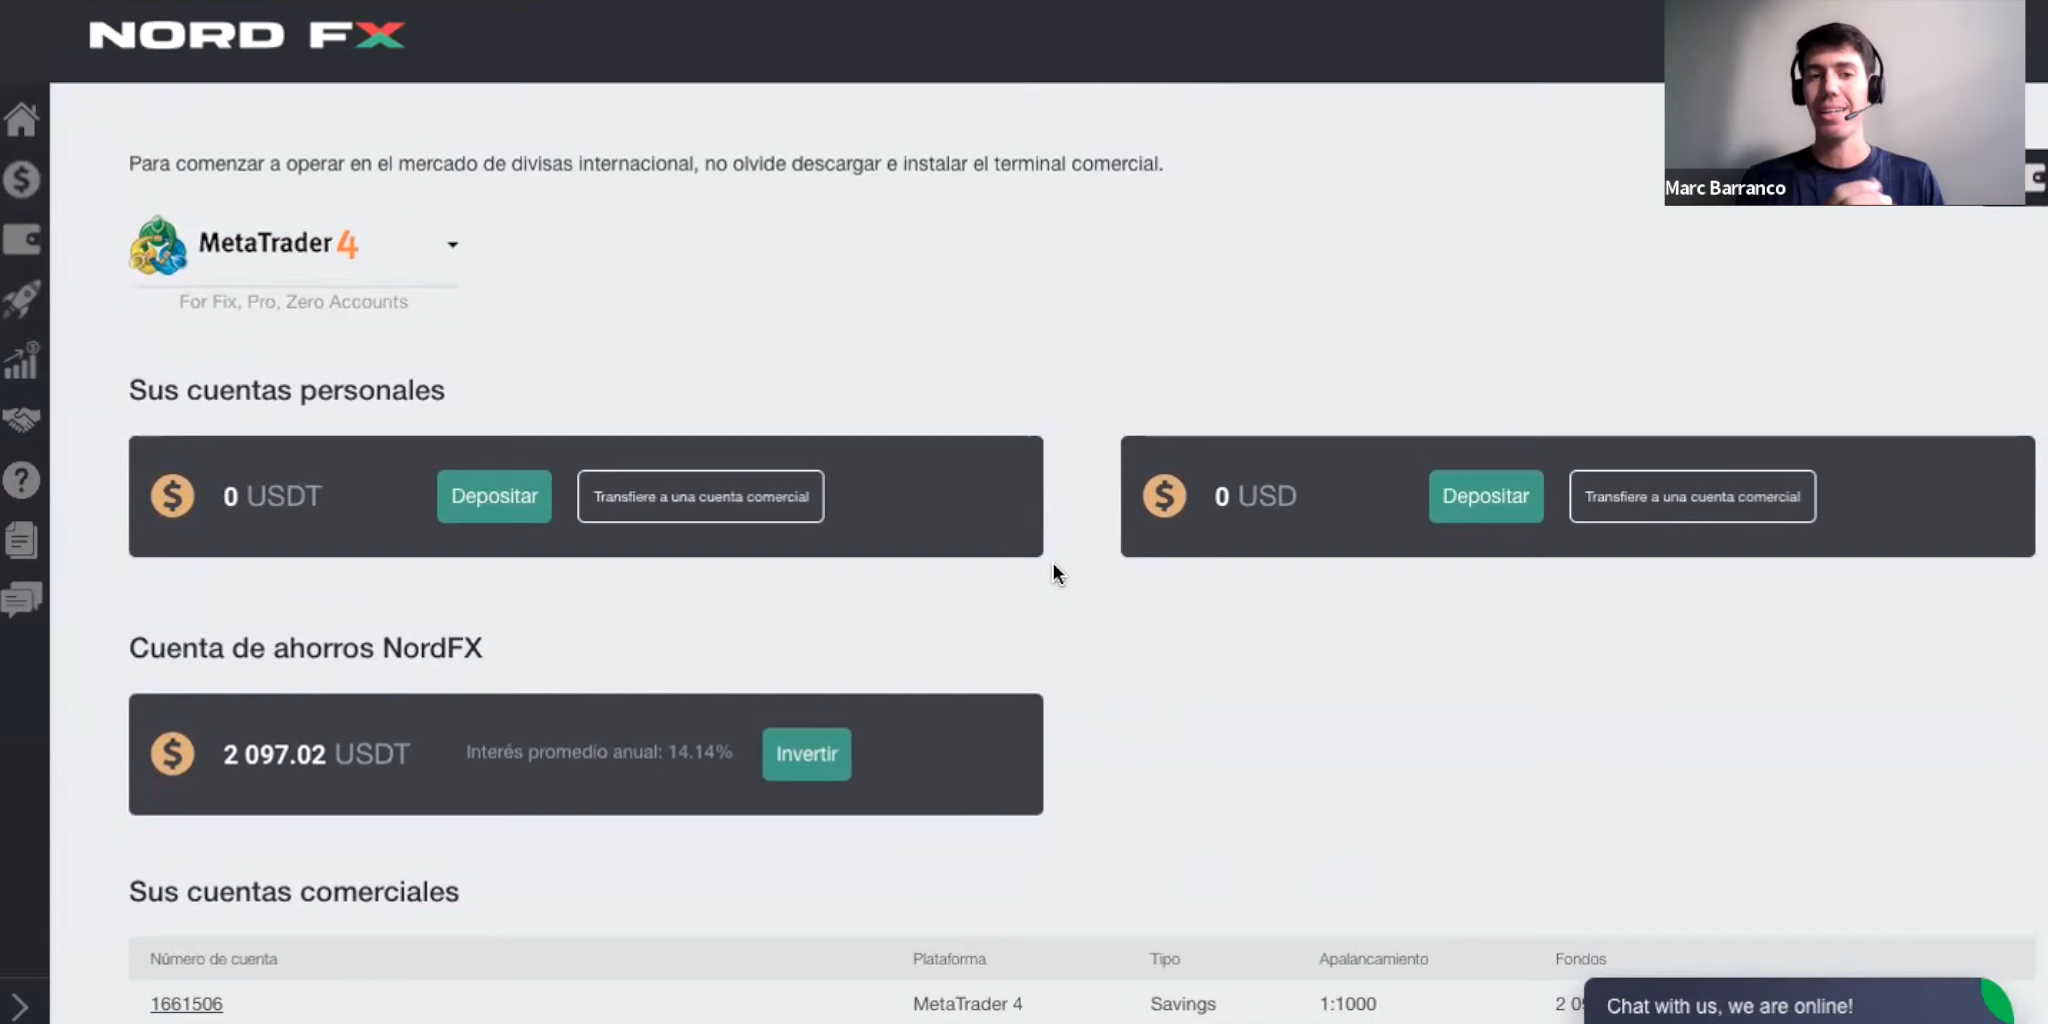 NORD FX
Marc Barranco
Para comenzar a operar en el mercado de divisas internacional, no olvide descargar e instalar el terminal comercial.
MetaTrader 4
For Fix, Pro, Zero Accounts
Sus cuentas personales
0 USDT Depositar Transfiere a una cuenta comercial
0 USD Depositar Transfiere a una cuenta comercial
Cuenta de ahorros NordFX
2 097.02 USDT Interés promedio anual: 14.14% Invertir
Sus cuentas comerciales
Número de cuenta Plataforma Tipo Apalancamiento Fondos
1661506 MetaTrader 4 Savings 1:1000
Chat with us, we are online!